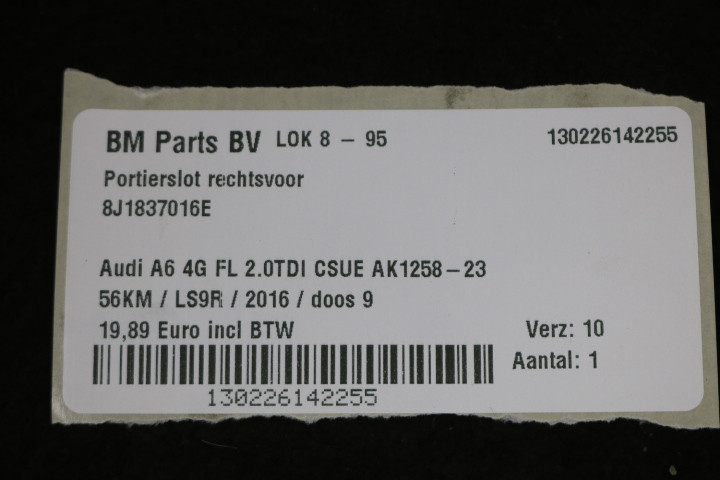 BM Parts BV LOK 8 - 95 130226142255
Portierslot rechtsvoor
8J1837016E
Audi A6 4G FL 2.0TDI CSUE AK1258-23
56KM / LS9R / 2016 / doos 9
19,89 Euro incl BTW Verz: 10
Aantal: 1
130226142255